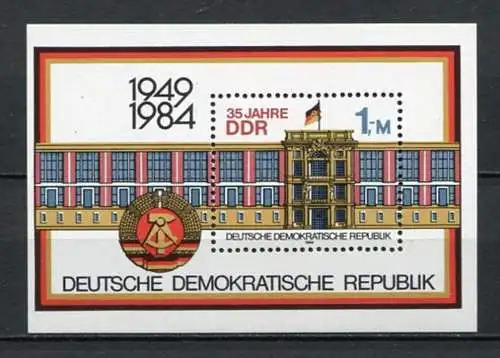 1949
1984
35 JAHRE
DDR
1,-M
DEUTSCHE DEMOKRATISCHE REPUBLIK
DEUTSCHE DEMOKRATISCHE REPUBLIK